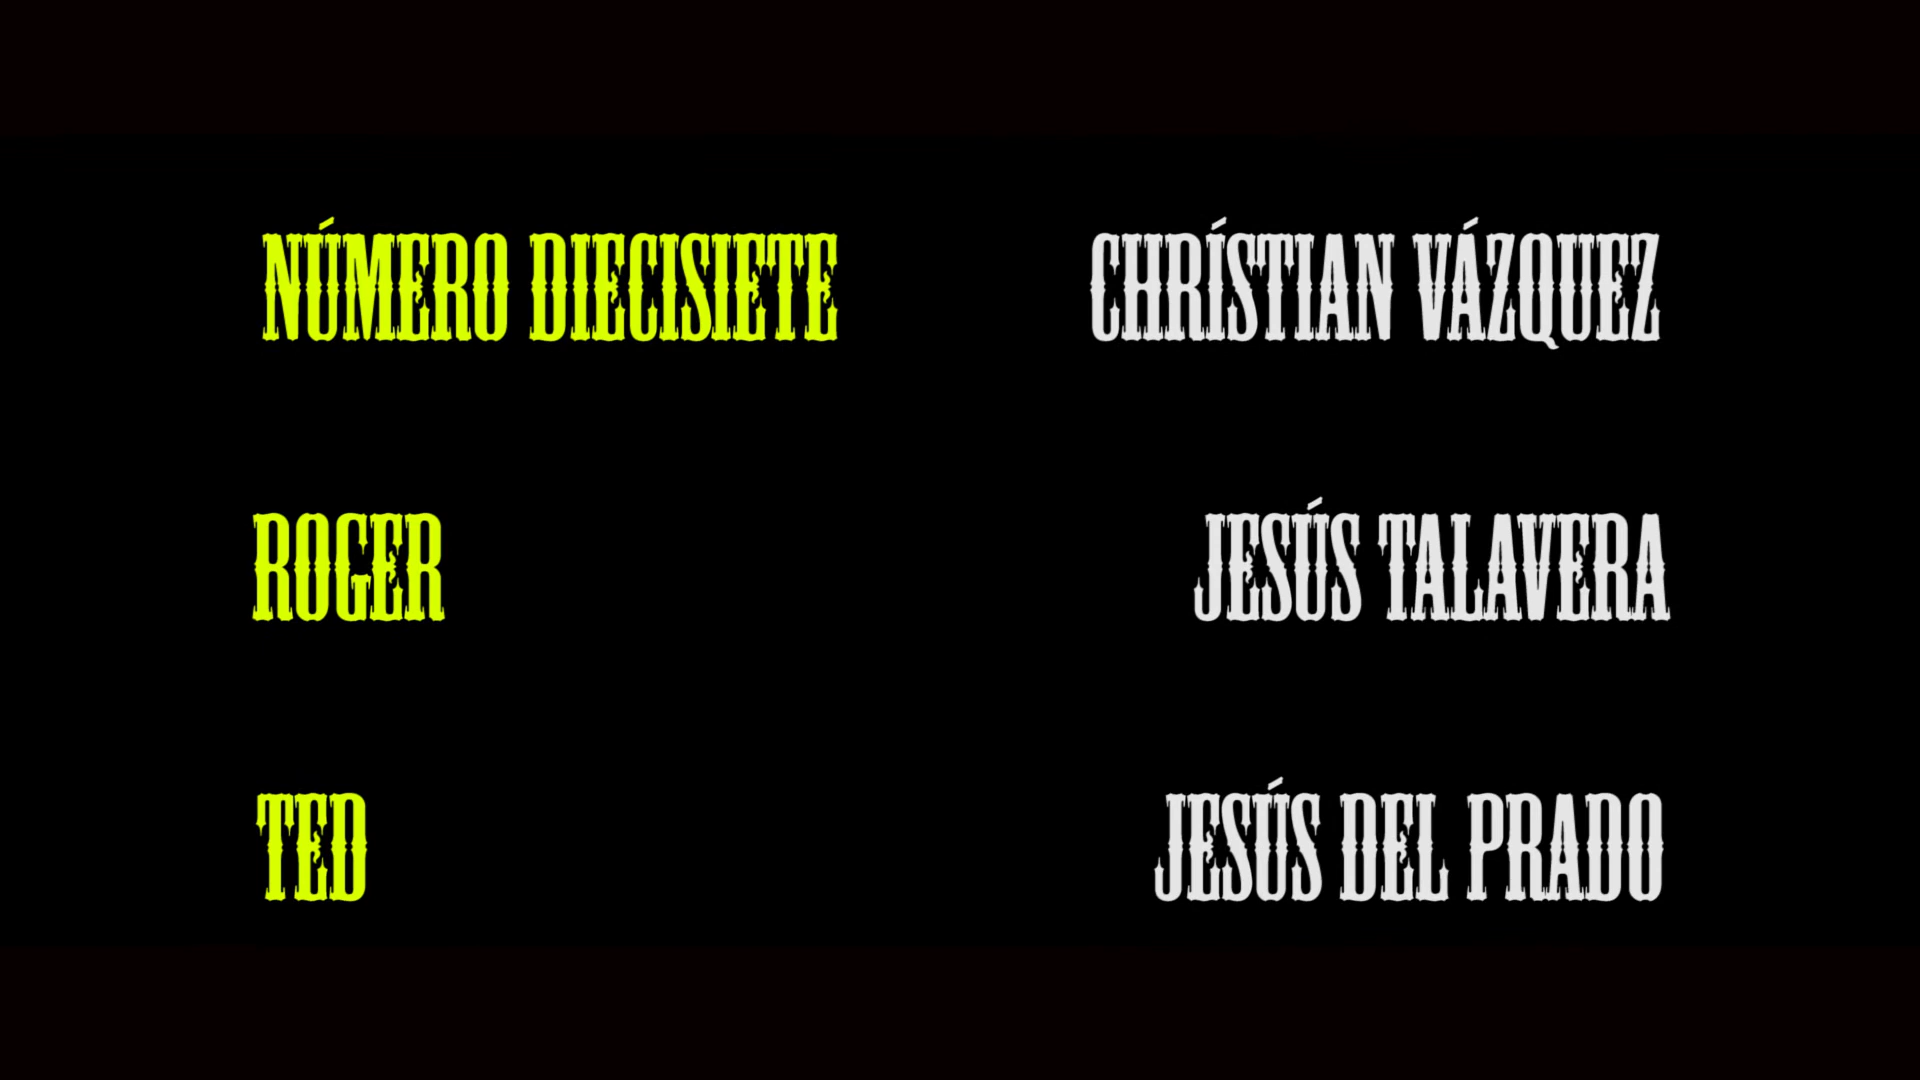 NÚMERO DIECISIETE CHRÍSTIAN VÁZQUEZ
ROGER JESÚS TALAVERA
TED JESÚS DEL PRADO